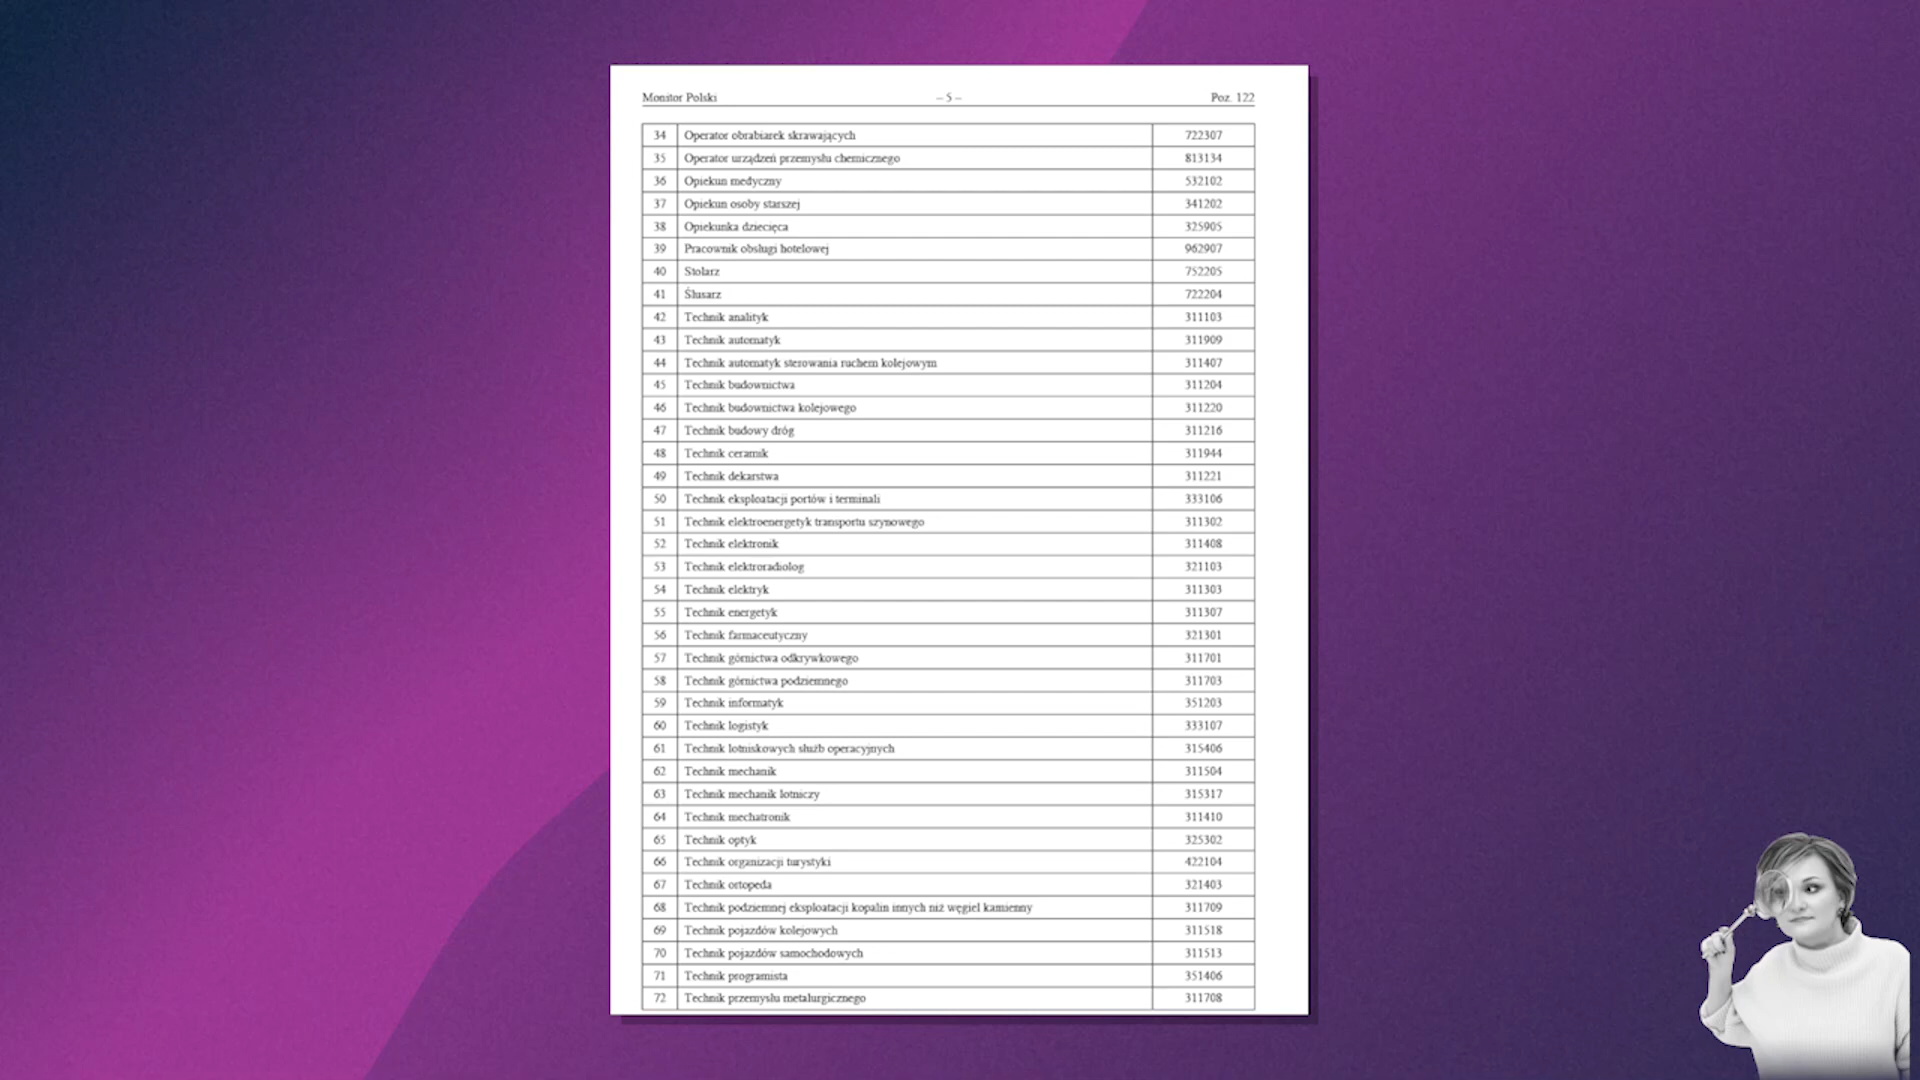 Monitor Polski – 5 – Poz. 122
34 Operator obrabiarek skrawających 722307
35 Operator urządzeń przemysłu chemicznego 813134
36 Opiekun medyczny 532102
37 Opiekun osoby starszej 341202
38 Opiekunka dziecięca 325905
39 Pracownik obsługi hotelowej 962907
40 Stolarz 752205
41 Ślusarz 722204
42 Technik analityk 311103
43 Technik automatyk 311909
44 Technik automatyk sterowania ruchem kolejowym 311407
45 Technik budownictwa 311204
46 Technik budownictwa kolejowego 311220
47 Technik budowy dróg 311216
48 Technik ceramik 311944
49 Technik dekarstwa 311221
50 Technik eksploatacji portów i terminali 333106
51 Technik elektroenergetyk transportu szynowego 311302
52 Technik elektronik 311408
53 Technik elektroradiolog 321103
54 Technik elektryk 311303
55 Technik energetyk 311307
56 Technik farmaceutyczny 321301
57 Technik górnictwa odkrywkowego 311701
58 Technik górnictwa podziemnego 311703
59 Technik informatyk 351203
60 Technik logistyk 333107
61 Technik lotniskowych służb operacyjnych 315406
62 Technik mechanik 311504
63 Technik mechanik lotniczy 315317
64 Technik mechatronik 311410
65 Technik optyk 325302
66 Technik organizacji turystyki 422104
67 Technik ortopeda 321403
68 Technik podziemnej eksploatacji kopalin innych niż węgiel kamienny 311709
69 Technik pojazdów kolejowych 311518
70 Technik pojazdów samochodowych 311513
71 Technik programista 351406
72 Technik przemysłu metalurgicznego 311708